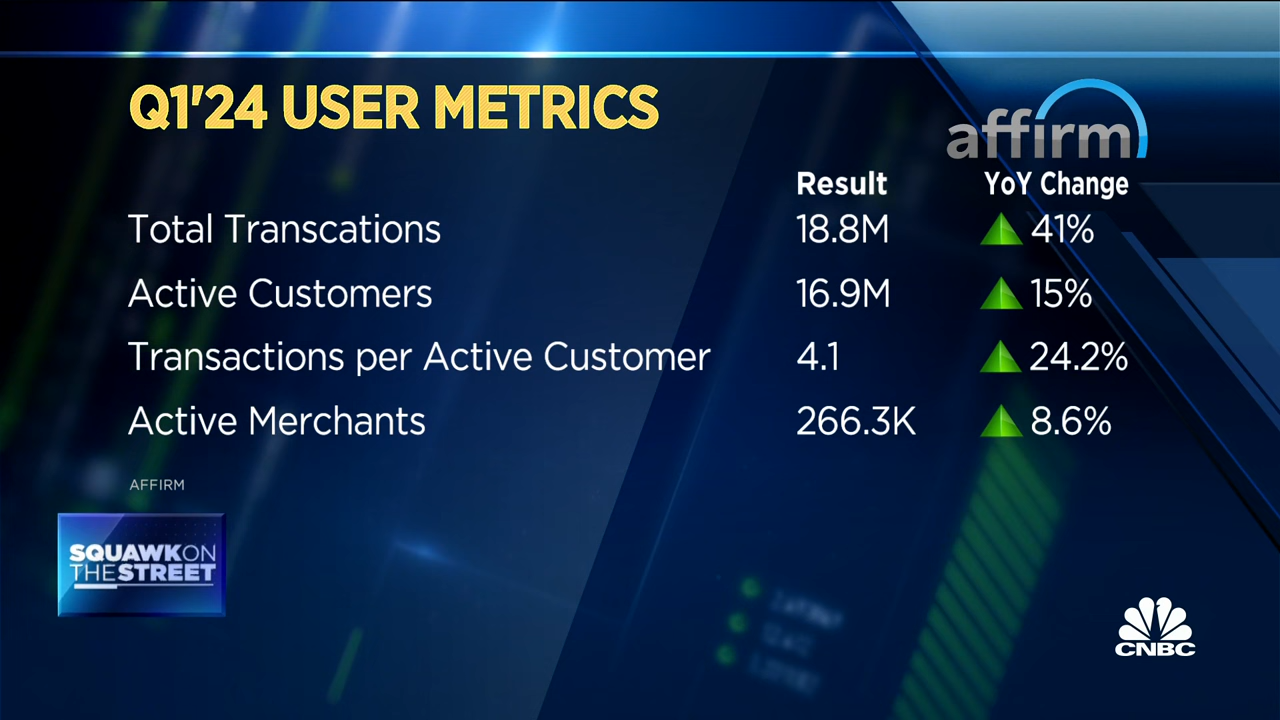 Q1'24 USER METRICS
affirm
Result YoY Change
Total Transcations 18.8M 41%
Active Customers 16.9M 15%
Transactions per Active Customer 4.1 24.2%
Active Merchants 266.3K 8.6%
AFFIRM
SQUAWK ON
THE STREET
CNBC